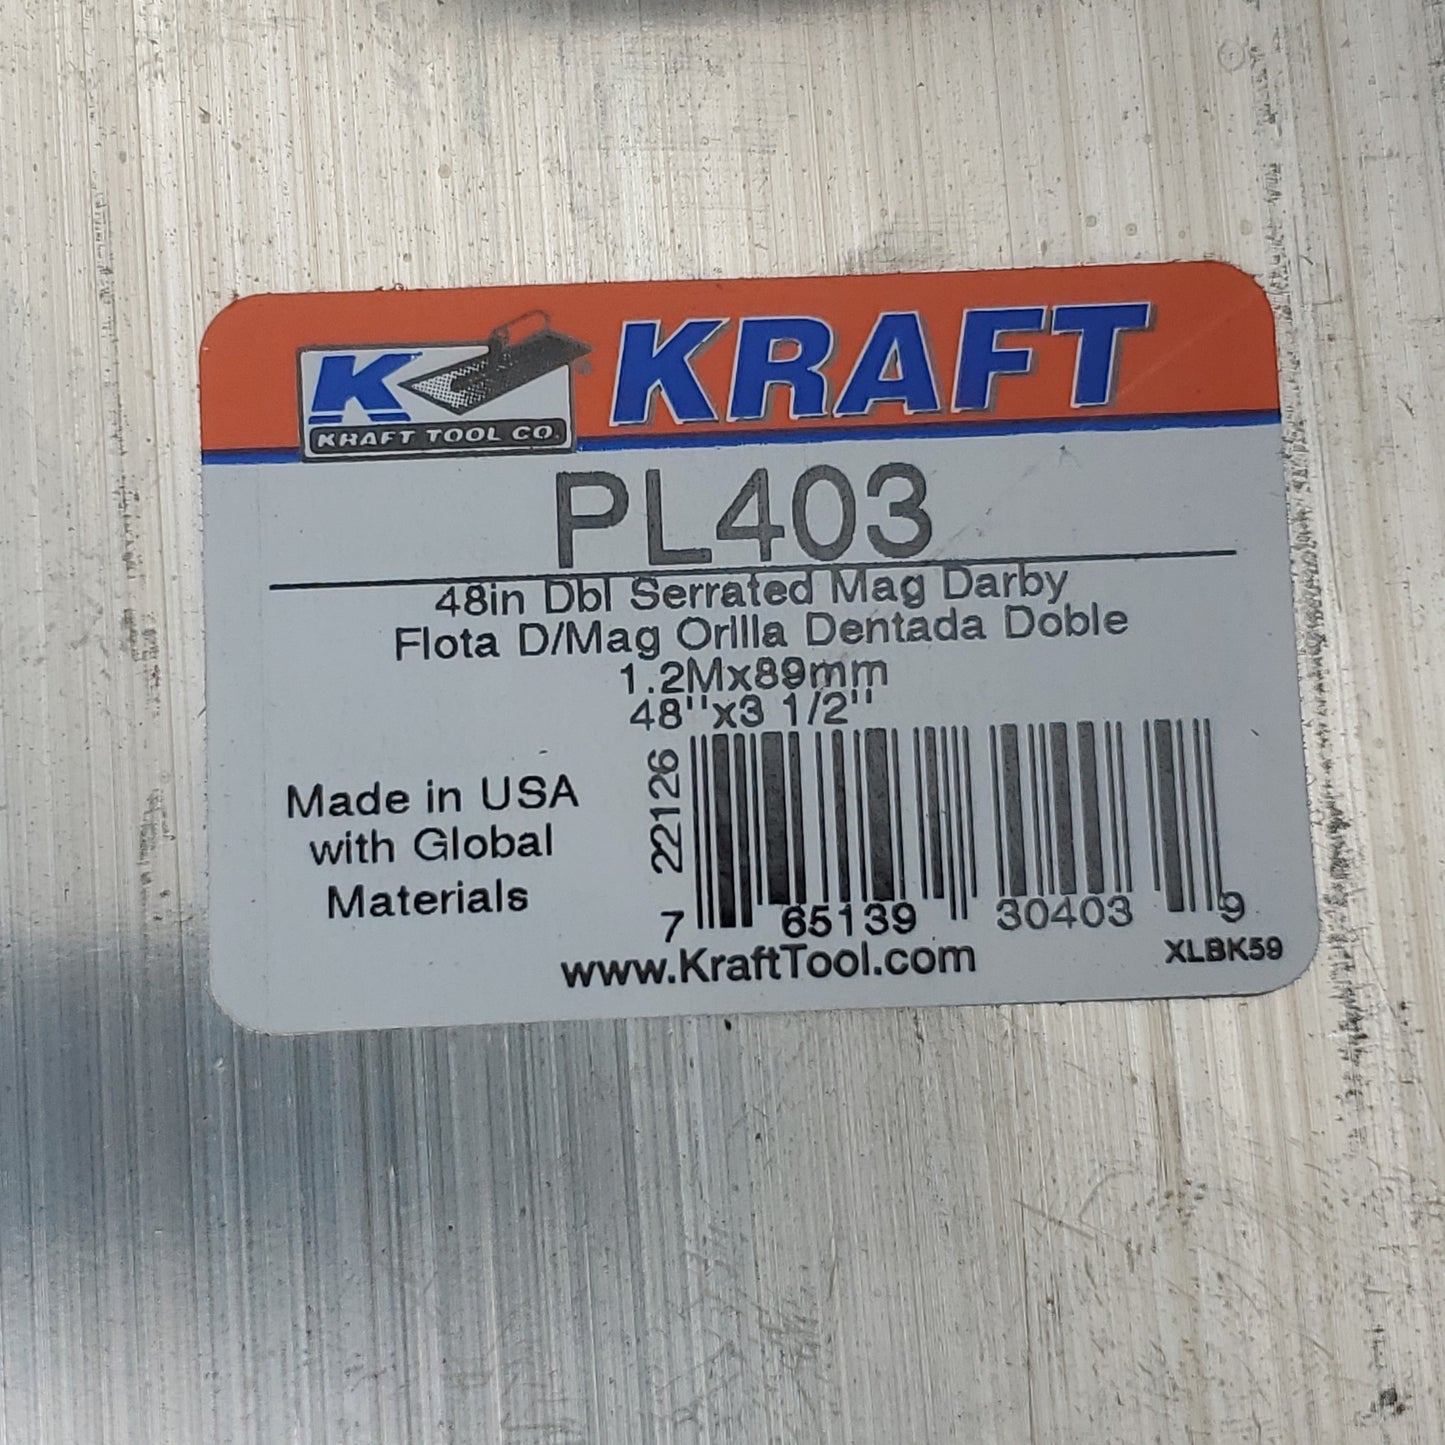 K KRAFT
KRAFT TOOL CO.
PL403
48in Dbl Serrated Mag Darby
Flota D/Mag Orilla Dentada Doble
1.2Mx89mm
48"x3 1/2"
Made in USA
with Global
Materials
22126
7 65139 30403 9
www.KraftTool.com
XLBK59